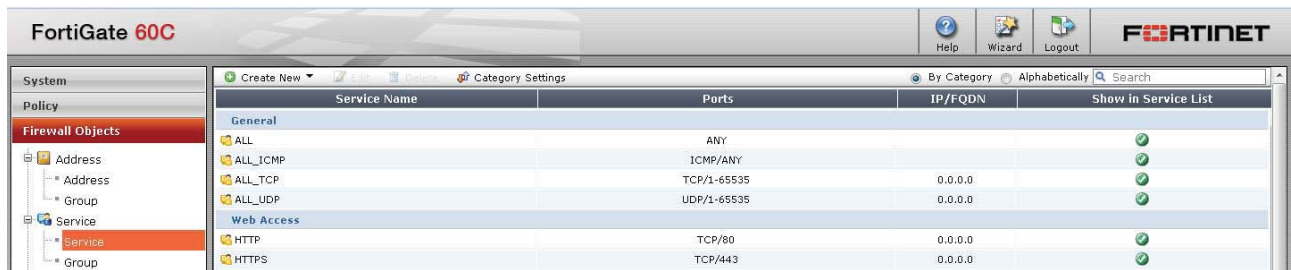 FortiGate 60C
Help
Wizard
Logout
FORTINET
System
Policy
Firewall Objects
Address
Address
Group
Service
Service
Group
Create New
Edit
Delete
Category Settings
By Category
Alphabetically
Search
Service Name Ports IP/FQDN Show in Service List
General
ALL ANY
ALL_ICMP ICMP/ANY
ALL_TCP TCP/1-65535 0.0.0.0
ALL_UDP UDP/1-65535 0.0.0.0
Web Access
HTTP TCP/80 0.0.0.0
HTTPS TCP/443 0.0.0.0